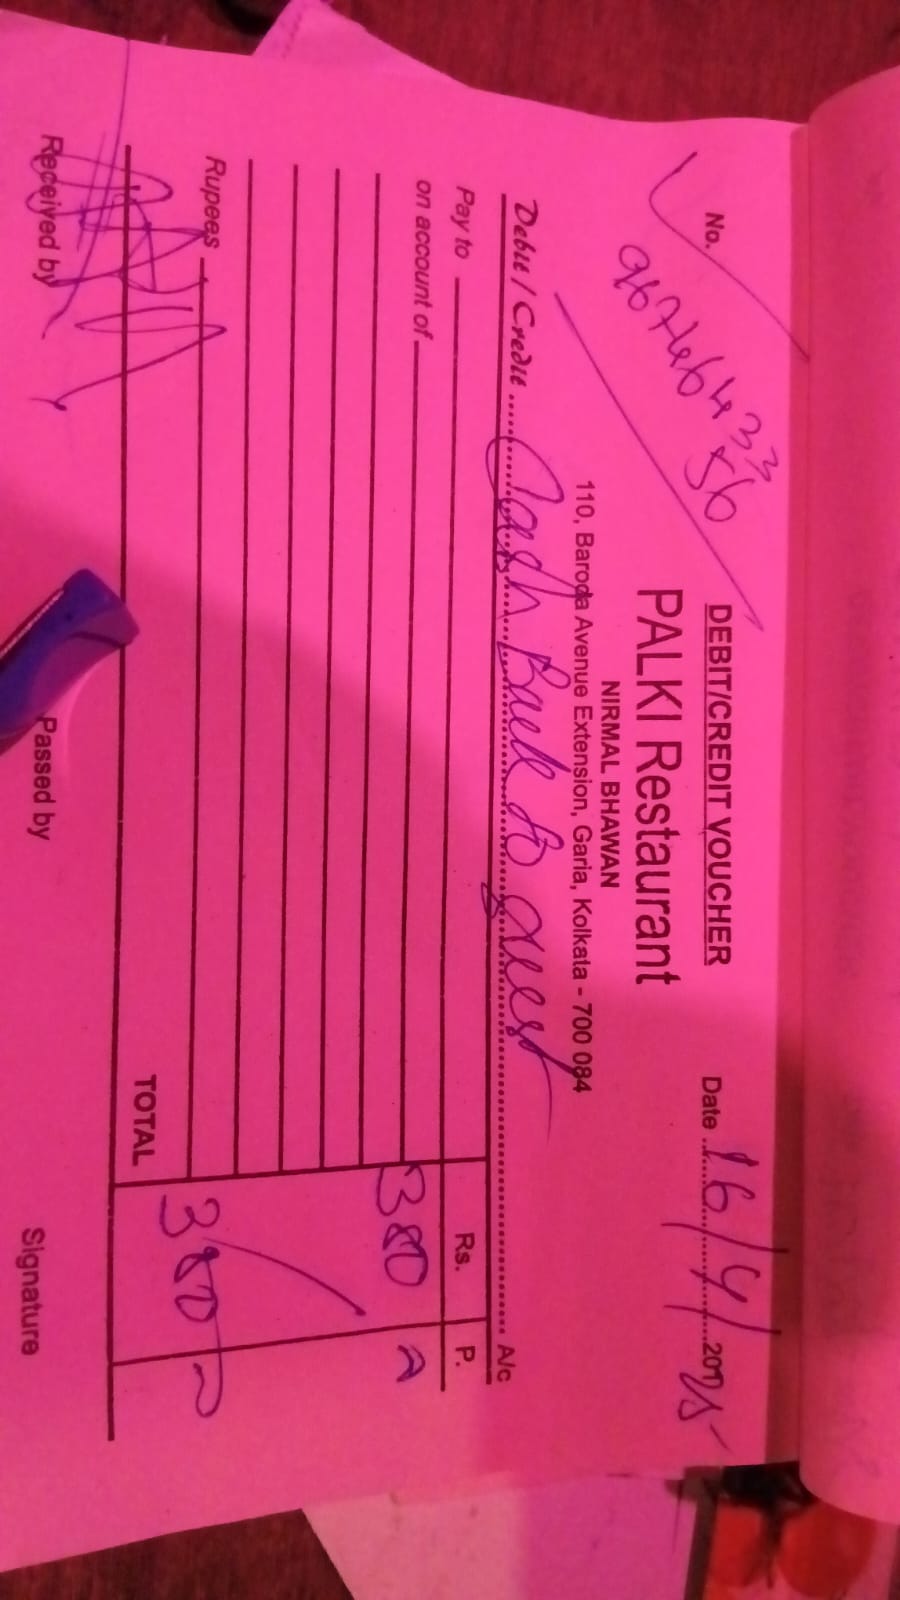 DEBIT/CREDIT VOUCHER
No. Date 16/4/2025
PALKI Restaurant
NIRMAL BHAWAN
110, Baroda Avenue Extension, Garia, Kolkata - 700 084
Debit / Credit Cash Back to guest A/c
Pay to Rs. P.
on account of 380
Rupees
TOTAL 380
Received by Passed by Signature